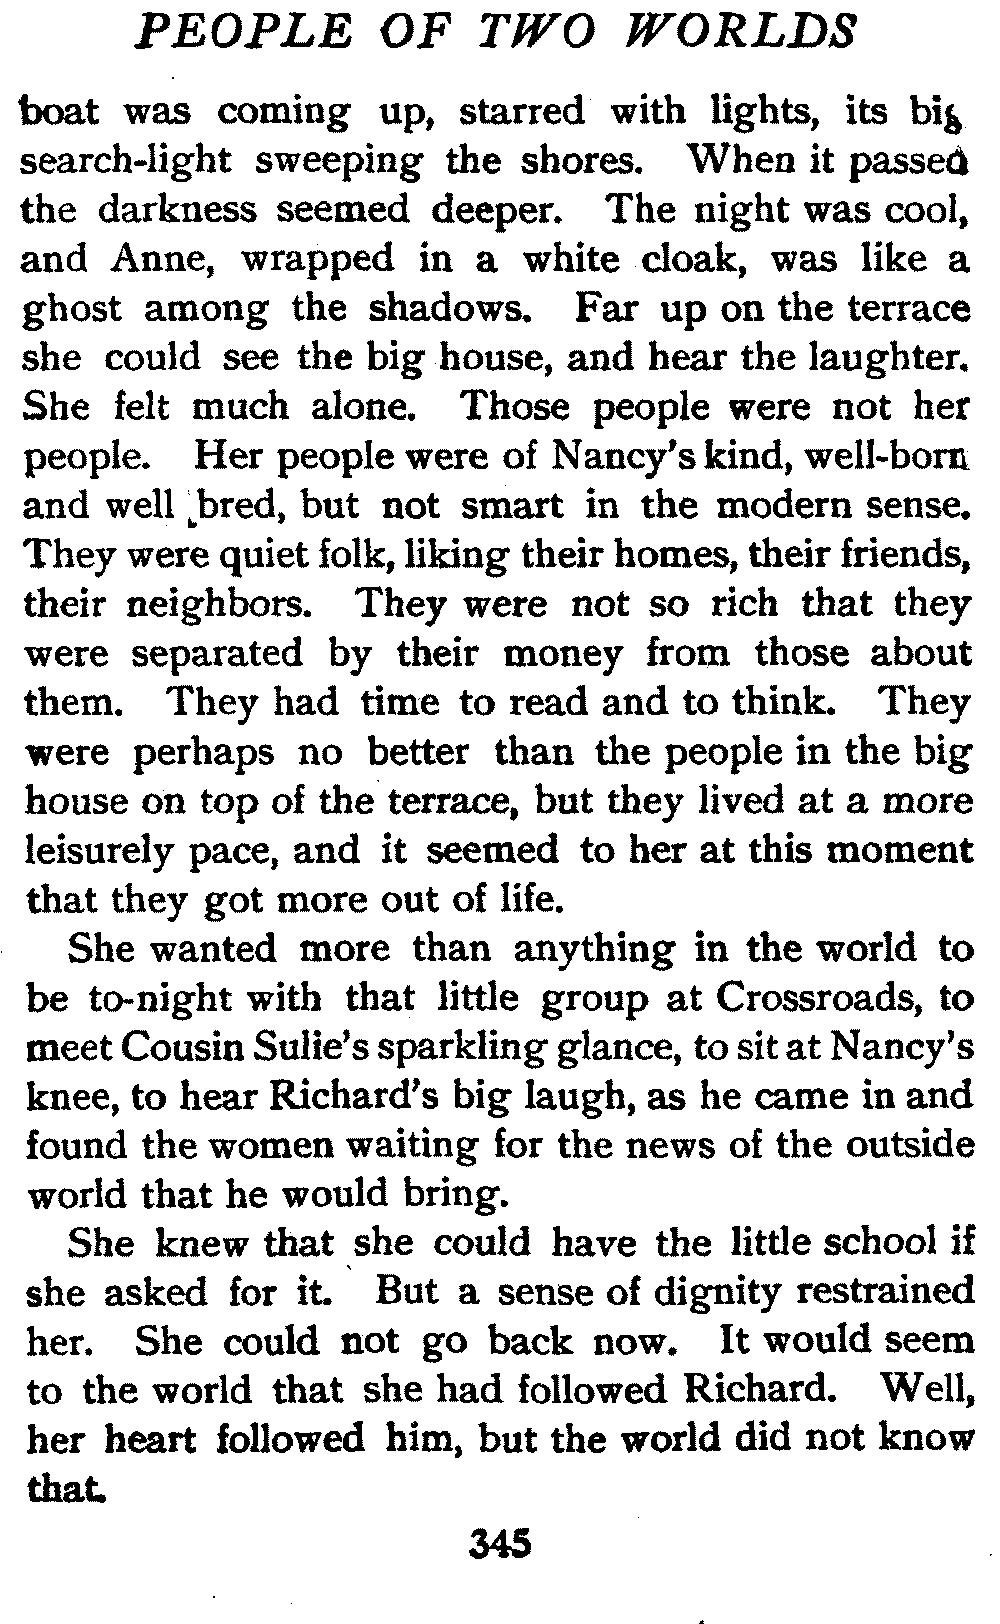 PEOPLE OF TWO WORLDS
boat was coming up, starred with lights, its big
search-light sweeping the shores. When it passed
the darkness seemed deeper. The night was cool,
and Anne, wrapped in a white cloak, was like a
ghost among the shadows. Far up on the terrace
she could see the big house, and hear the laughter.
She felt much alone. Those people were not her
people. Her people were of Nancy's kind, well-born
and well bred, but not smart in the modern sense.
They were quiet folk, liking their homes, their friends,
their neighbors. They were not so rich that they
were separated by their money from those about
them. They had time to read and to think. They
were perhaps no better than the people in the big
house on top of the terrace, but they lived at a more
leisurely pace, and it seemed to her at this moment
that they got more out of life.
She wanted more than anything in the world to
be to-night with that little group at Crossroads, to
meet Cousin Sulie's sparkling glance, to sit at Nancy's
knee, to hear Richard's big laugh, as he came in and
found the women waiting for the news of the outside
world that he would bring.
She knew that she could have the little school if
she asked for it. But a sense of dignity restrained
her. She could not go back now. It would seem
to the world that she had followed Richard. Well,
her heart followed him, but the world did not know
that.
345